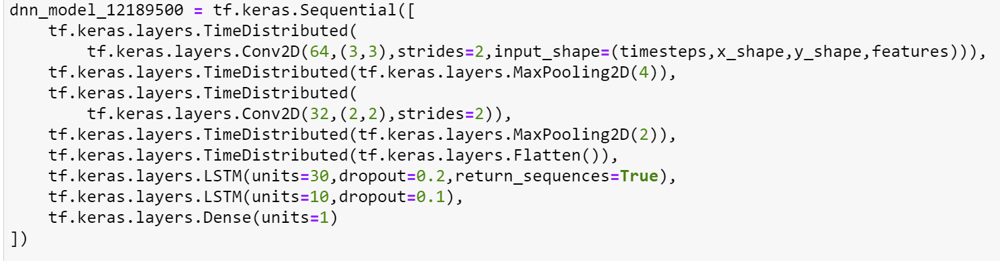 dnn_model_12189500 = tf.keras.Sequential([
    tf.keras.layers.TimeDistributed(
        tf.keras.layers.Conv2D(64,(3,3),strides=2,input_shape=(timesteps,x_shape,y_shape,features))),
    tf.keras.layers.TimeDistributed(tf.keras.layers.MaxPooling2D(4)),
    tf.keras.layers.TimeDistributed(
        tf.keras.layers.Conv2D(32,(2,2),strides=2)),
    tf.keras.layers.TimeDistributed(tf.keras.layers.MaxPooling2D(2)),
    tf.keras.layers.TimeDistributed(tf.keras.layers.Flatten()),
    tf.keras.layers.LSTM(units=30,dropout=0.2,return_sequences=True),
    tf.keras.layers.LSTM(units=10,dropout=0.1),
    tf.keras.layers.Dense(units=1)
])